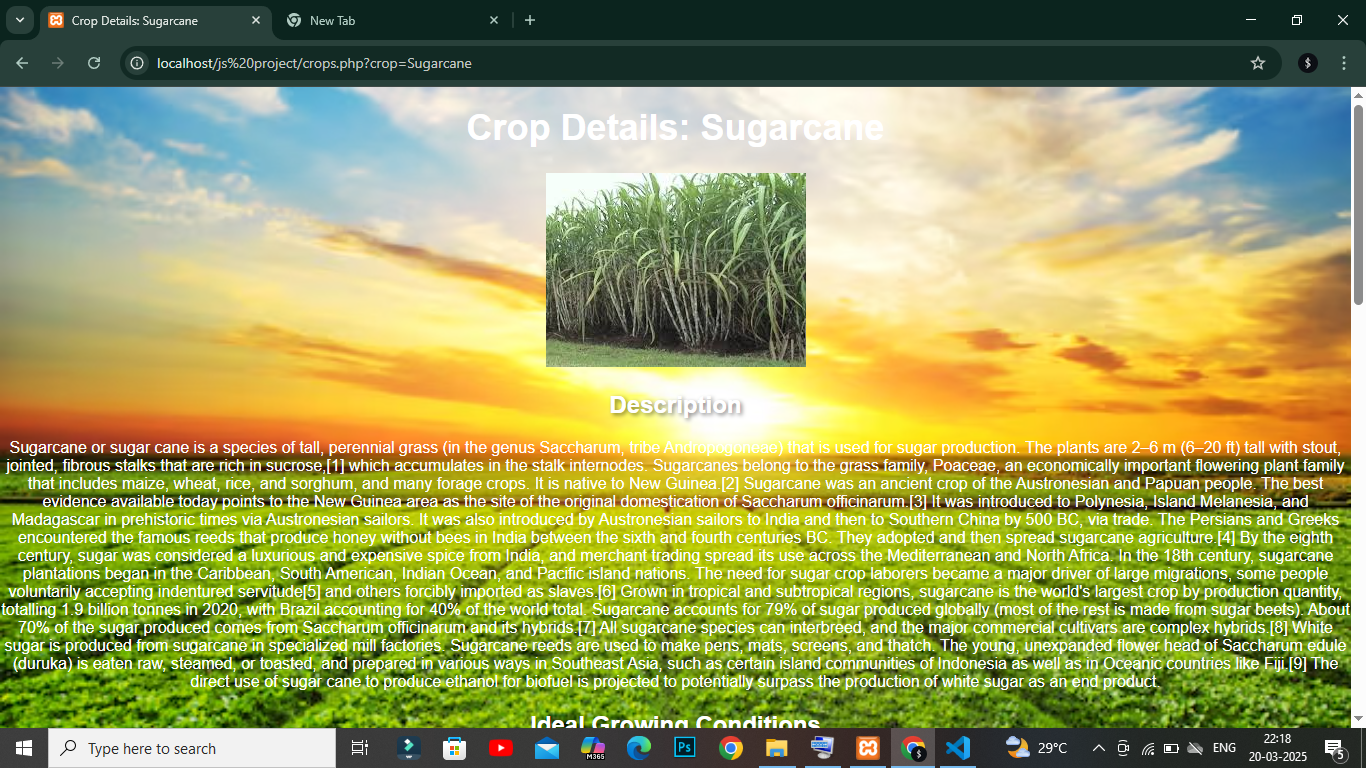 Crop Details: Sugarcane
New Tab
localhost/js%20project/crops.php?crop=Sugarcane
$
Crop Details: Sugarcane
Description
Sugarcane or sugar cane is a species of tall, perennial grass (in the genus Saccharum, tribe Andropogoneae) that is used for sugar production. The plants are 2–6 m (6–20 ft) tall with stout,
jointed, fibrous stalks that are rich in sucrose,[1] which accumulates in the stalk internodes. Sugarcanes belong to the grass family, Poaceae, an economically important flowering plant family
that includes maize, wheat, rice, and sorghum, and many forage crops. It is native to New Guinea.[2] Sugarcane was an ancient crop of the Austronesian and Papuan people. The best
evidence available today points to the New Guinea area as the site of the original domestication of Saccharum officinarum.[3] It was introduced to Polynesia, Island Melanesia, and
Madagascar in prehistoric times via Austronesian sailors. It was also introduced by Austronesian sailors to India and then to Southern China by 500 BC, via trade. The Persians and Greeks
encountered the famous reeds that produce honey without bees in India between the sixth and fourth centuries BC. They adopted and then spread sugarcane agriculture.[4] By the eighth
century, sugar was considered a luxurious and expensive spice from India, and merchant trading spread its use across the Mediterranean and North Africa. In the 18th century, sugarcane
plantations began in the Caribbean, South American, Indian Ocean, and Pacific island nations. The need for sugar crop laborers became a major driver of large migrations, some people
voluntarily accepting indentured servitude[5] and others forcibly imported as slaves.[6] Grown in tropical and subtropical regions, sugarcane is the world's largest crop by production quantity,
totalling 1.9 billion tonnes in 2020, with Brazil accounting for 40% of the world total. Sugarcane accounts for 79% of sugar produced globally (most of the rest is made from sugar beets). About
70% of the sugar produced comes from Saccharum officinarum and its hybrids.[7] All sugarcane species can interbreed, and the major commercial cultivars are complex hybrids.[8] White
sugar is produced from sugarcane in specialized mill factories. Sugarcane reeds are used to make pens, mats, screens, and thatch. The young, unexpanded flower head of Saccharum edule
(duruka) is eaten raw, steamed, or toasted, and prepared in various ways in Southeast Asia, such as certain island communities of Indonesia as well as in Oceanic countries like Fiji.[9] The
direct use of sugar cane to produce ethanol for biofuel is projected to potentially surpass the production of white sugar as an end product.
Ideal Growing Conditions
Type here to search
M365
Ps
$
29°C
ENG
22:18
20-03-2025
5